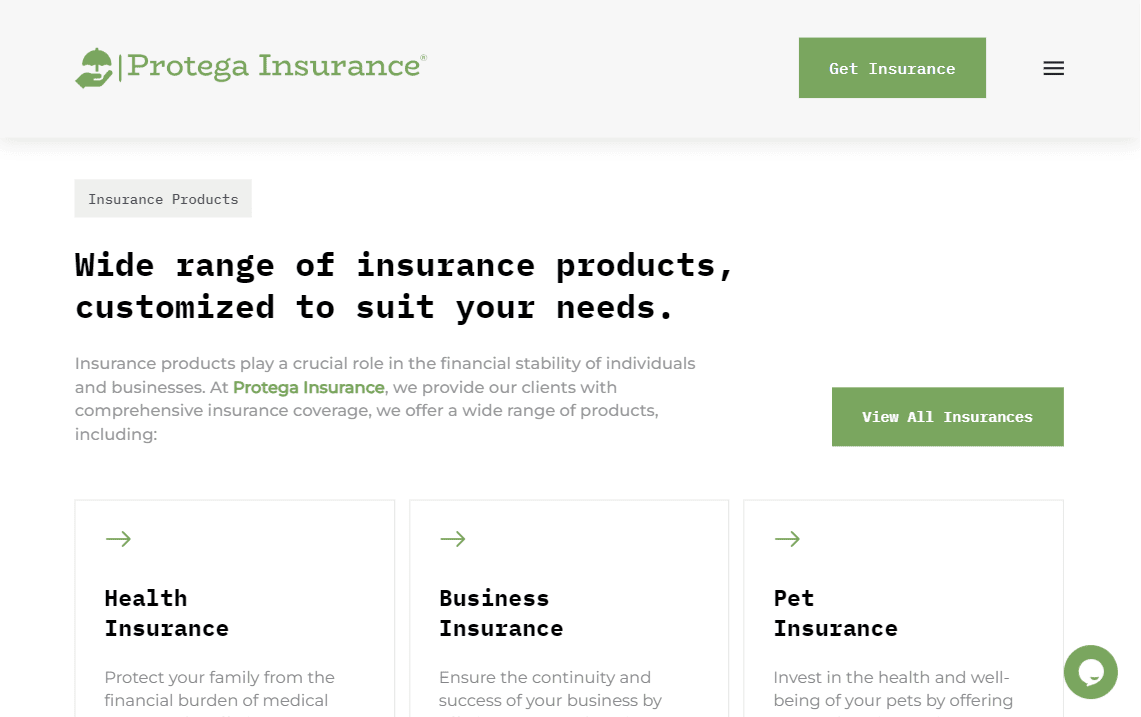 Protega Insurance®
Get Insurance
Insurance Products
Wide range of insurance products,
customized to suit your needs.
Insurance products play a crucial role in the financial stability of individuals
and businesses. At Protega Insurance, we provide our clients with
comprehensive insurance coverage, we offer a wide range of products,
including:
View All Insurances
Health
Insurance
Protect your family from the
financial burden of medical
Business
Insurance
Ensure the continuity and
success of your business by
Pet
Insurance
Invest in the health and well-
being of your pets by offering